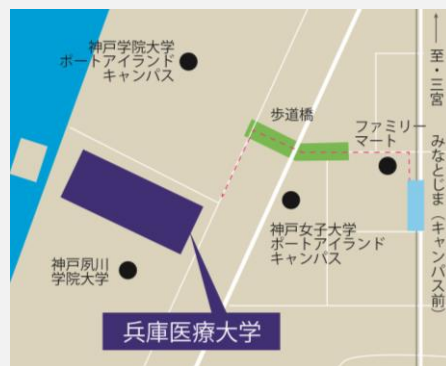 神戸学院大学
ポートアイランド
キャンパス
歩道橋
ファミリー
マート
←至・三宮　みなとじま（キャンパス前）
神戸女子大学
ポートアイランド
キャンパス
神戸夙川
学院大学
兵庫医療大学